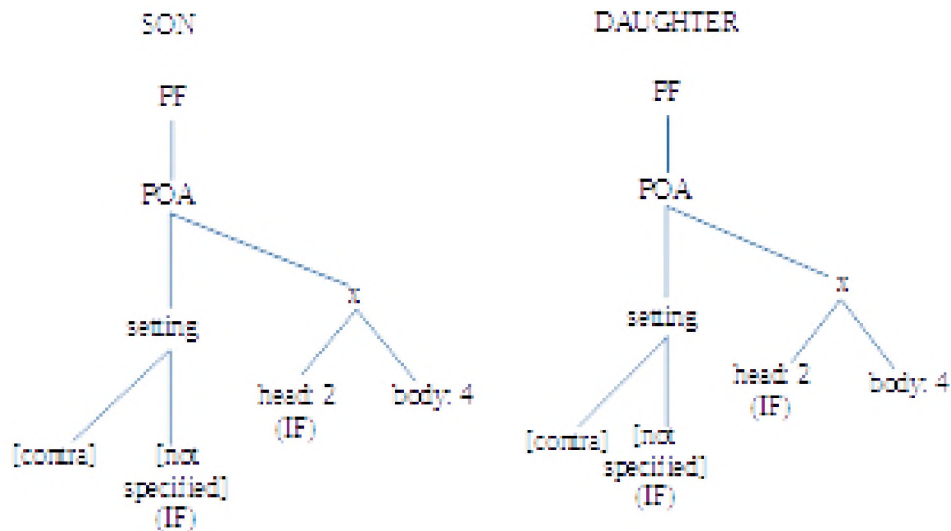 SON
DAUGHTER
PF
PF
POA
POA
x
x
setting
setting
head: 2
(IF)
body: 4
head: 2
(IF)
body: 4
[contra]
[not
specified]
(IF)
[contra]
[not
specified]
(IF)